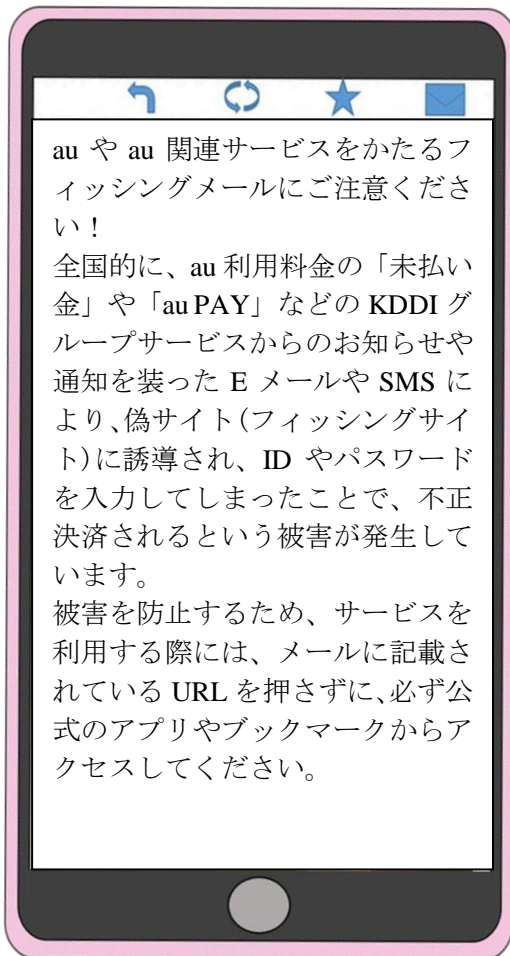 au や au 関連サービスをかたるフ
ィッシングメールにご注意くださ
い！
全国的に、au 利用料金の「未払い
金」や「au PAY」などの KDDI グ
ループサービスからのお知らせや
通知を装った E メールや SMS に
より、偽サイト(フィッシングサイ
ト)に誘導され、ID やパスワード
を入力してしまったことで、不正
決済されるという被害が発生して
います。
被害を防止するため、サービスを
利用する際には、メールに記載さ
れている URL を押さずに、必ず公
式のアプリやブックマークからア
クセスしてください。